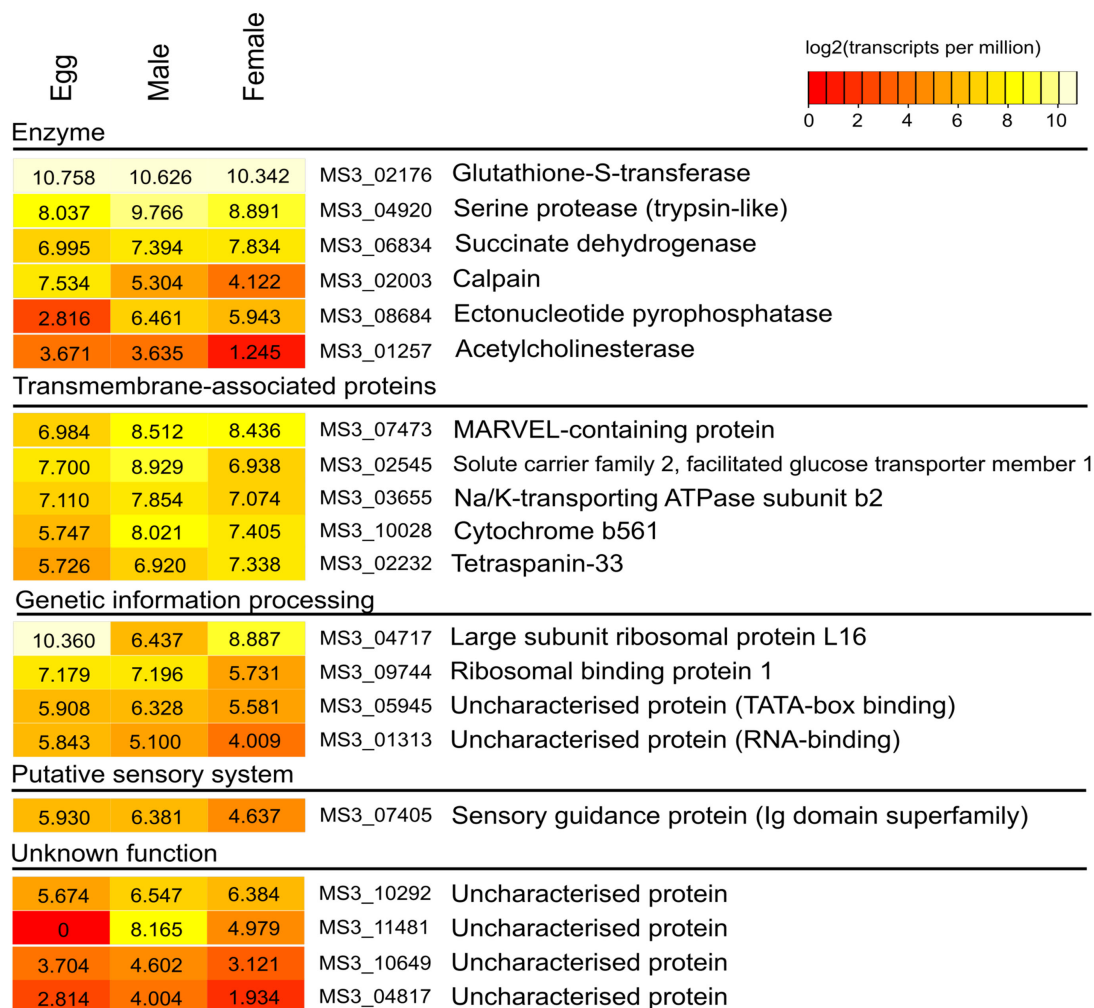 Egg Male Female
log2(transcripts per million)
0 2 4 6 8 10
Enzyme
10.758 10.626 10.342 MS3_02176 Glutathione-S-transferase
8.037 9.766 8.891 MS3_04920 Serine protease (trypsin-like)
6.995 7.394 7.834 MS3_06834 Succinate dehydrogenase
7.534 5.304 4.122 MS3_02003 Calpain
2.816 6.461 5.943 MS3_08684 Ectonucleotide pyrophosphatase
3.671 3.635 1.245 MS3_01257 Acetylcholinesterase
Transmembrane-associated proteins
6.984 8.512 8.436 MS3_07473 MARVEL-containing protein
7.700 8.929 6.938 MS3_02545 Solute carrier family 2, facilitated glucose transporter member 1
7.110 7.854 7.074 MS3_03655 Na/K-transporting ATPase subunit b2
5.747 8.021 7.405 MS3_10028 Cytochrome b561
5.726 6.920 7.338 MS3_02232 Tetraspanin-33
Genetic information processing
10.360 6.437 8.887 MS3_04717 Large subunit ribosomal protein L16
7.179 7.196 5.731 MS3_09744 Ribosomal binding protein 1
5.908 6.328 5.581 MS3_05945 Uncharacterised protein (TATA-box binding)
5.843 5.100 4.009 MS3_01313 Uncharacterised protein (RNA-binding)
Putative sensory system
5.930 6.381 4.637 MS3_07405 Sensory guidance protein (Ig domain superfamily)
Unknown function
5.674 6.547 6.384 MS3_10292 Uncharacterised protein
0 8.165 4.979 MS3_11481 Uncharacterised protein
3.704 4.602 3.121 MS3_10649 Uncharacterised protein
2.814 4.004 1.934 MS3_04817 Uncharacterised protein